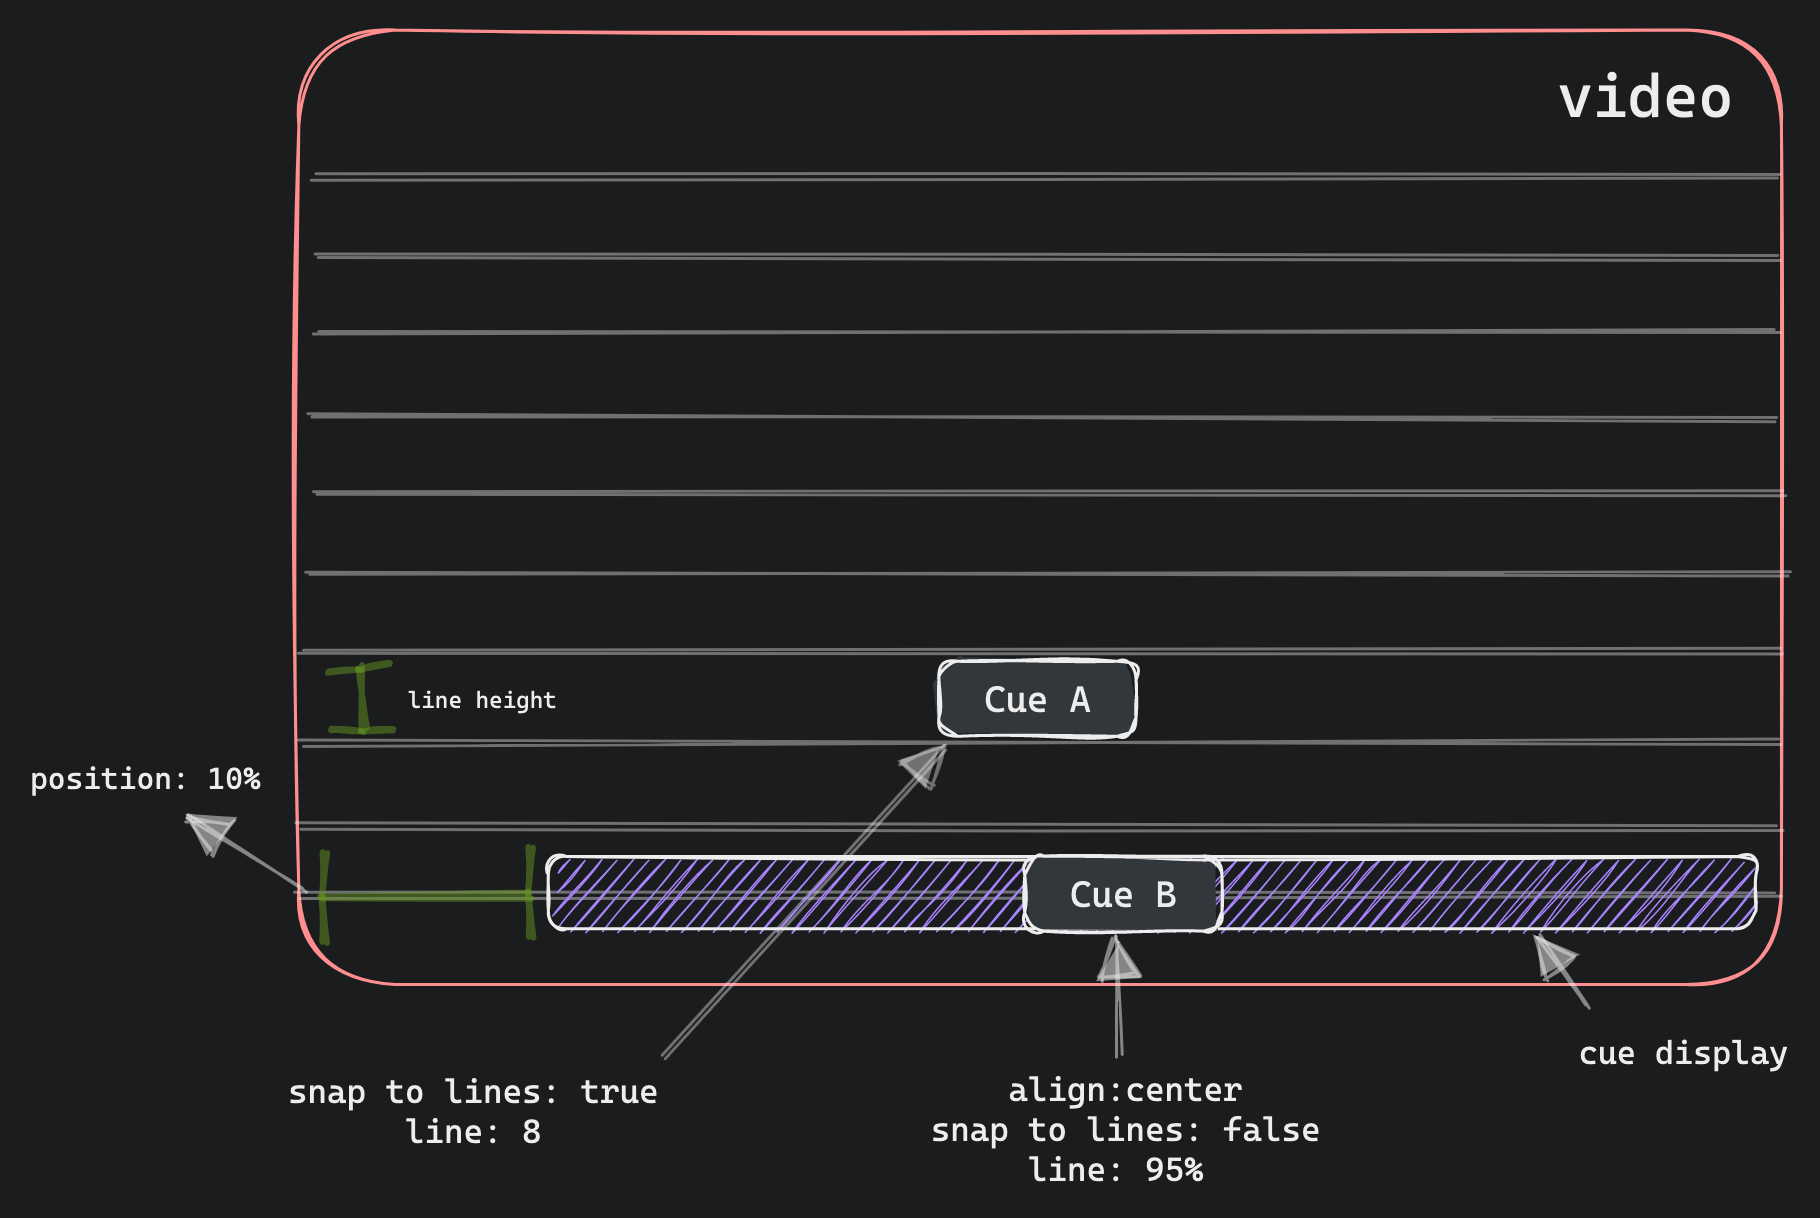 video
Cue A
line height
position: 10%
Cue B
cue display
snap to lines: true
line: 8
align:center
snap to lines: false
line: 95%